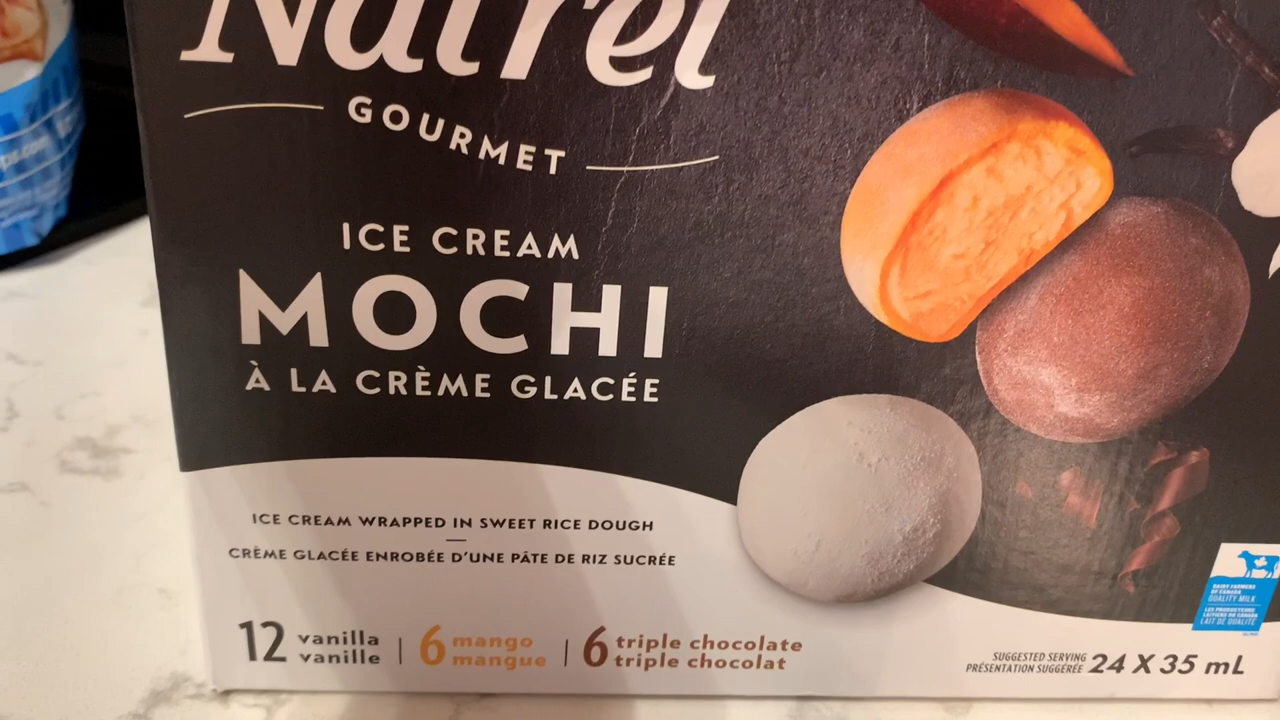 Natrel
GOURMET
ICE CREAM
MOCHI
À LA CRÈME GLACÉE
ICE CREAM WRAPPED IN SWEET RICE DOUGH
CRÈME GLACÉE ENROBÉE D'UNE PÂTE DE RIZ SUCRÉE
12 vanilla
vanille
6 mango
mangue
6 triple chocolate
triple chocolat
SUGGESTED SERVING
PRÉSENTATION SUGGÉRÉE
24 X 35 mL
DAIRY FARMERS
OF CANADA
QUALITY MILK
LES PRODUCTEURS
LAITIERS DU CANADA
LAIT DE QUALITÉ